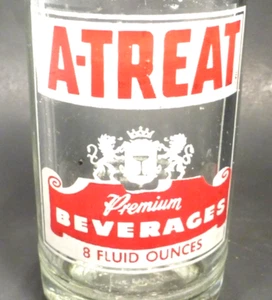 A-TREAT
T
Premium
BEVERAGES
8 FLUID OUNCES